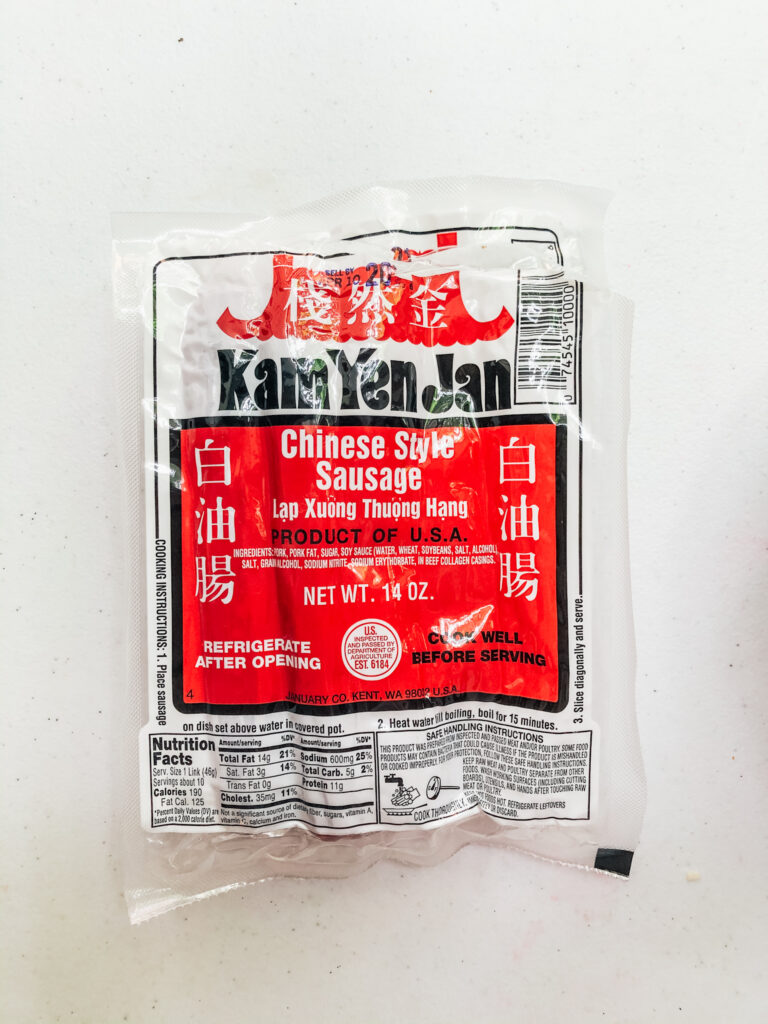 SELL BY
金然栈
KamYenJan
74545 10000
Chinese Style
Sausage
Lạp Xuỏng Thuọng Hạng
PRODUCT OF U.S.A.
INGREDIENTS: PORK, PORK FAT, SUGAR, SOY SAUCE (WATER, WHEAT, SOYBEANS, SALT, ALCOHOL),
SALT, GRAIN ALCOHOL, SODIUM NITRITE, SODIUM ERYTHORBATE, IN BEEF COLLAGEN CASINGS.
NET WT. 14 OZ.
白油腸
白油腸
REFRIGERATE
AFTER OPENING
U.S.
INSPECTED
AND PASSED BY
DEPARTMENT OF
AGRICULTURE
EST. 6184
COOK WELL
BEFORE SERVING
4
JANUARY CO. KENT, WA 98032 U.S.A.
COOKING INSTRUCTIONS: 1. Place sausage
on dish set above water in covered pot.
2. Heat water till boiling, boil for 15 minutes.
3. Slice diagonally and serve.
Nutrition
Facts
Serv. Size 1 Link (46g)
Servings about 10
Calories 190
Fat Cal. 125
*Percent Daily Values (DV) are
based on a 2,000 calorie diet.
Amount/serving %DV*
Total Fat 14g 21%
Sat. Fat 3g 14%
Trans Fat 0g
Cholest. 35mg 11%
Amount/serving %DV*
Sodium 600mg 25%
Total Carb. 5g 2%
Protein 11g
Not a significant source of dietary fiber, sugars, vitamin A,
vitamin C, calcium and iron.
SAFE HANDLING INSTRUCTIONS
THIS PRODUCT WAS PREPARED FROM INSPECTED AND PASSED MEAT AND/OR POULTRY. SOME FOOD
PRODUCTS MAY CONTAIN BACTERIA THAT COULD CAUSE ILLNESS IF THE PRODUCT IS MISHANDLED
OR COOKED IMPROPERLY. FOR YOUR PROTECTION, FOLLOW THESE SAFE HANDLING INSTRUCTIONS.
KEEP RAW MEAT AND POULTRY SEPARATE FROM OTHER
FOODS. WASH WORKING SURFACES (INCLUDING CUTTING
BOARDS), UTENSILS, AND HANDS AFTER TOUCHING RAW
MEAT OR POULTRY.
FOODS HOT. REFRIGERATE LEFTOVERS
OR DISCARD.
COOK THOROUGHLY.